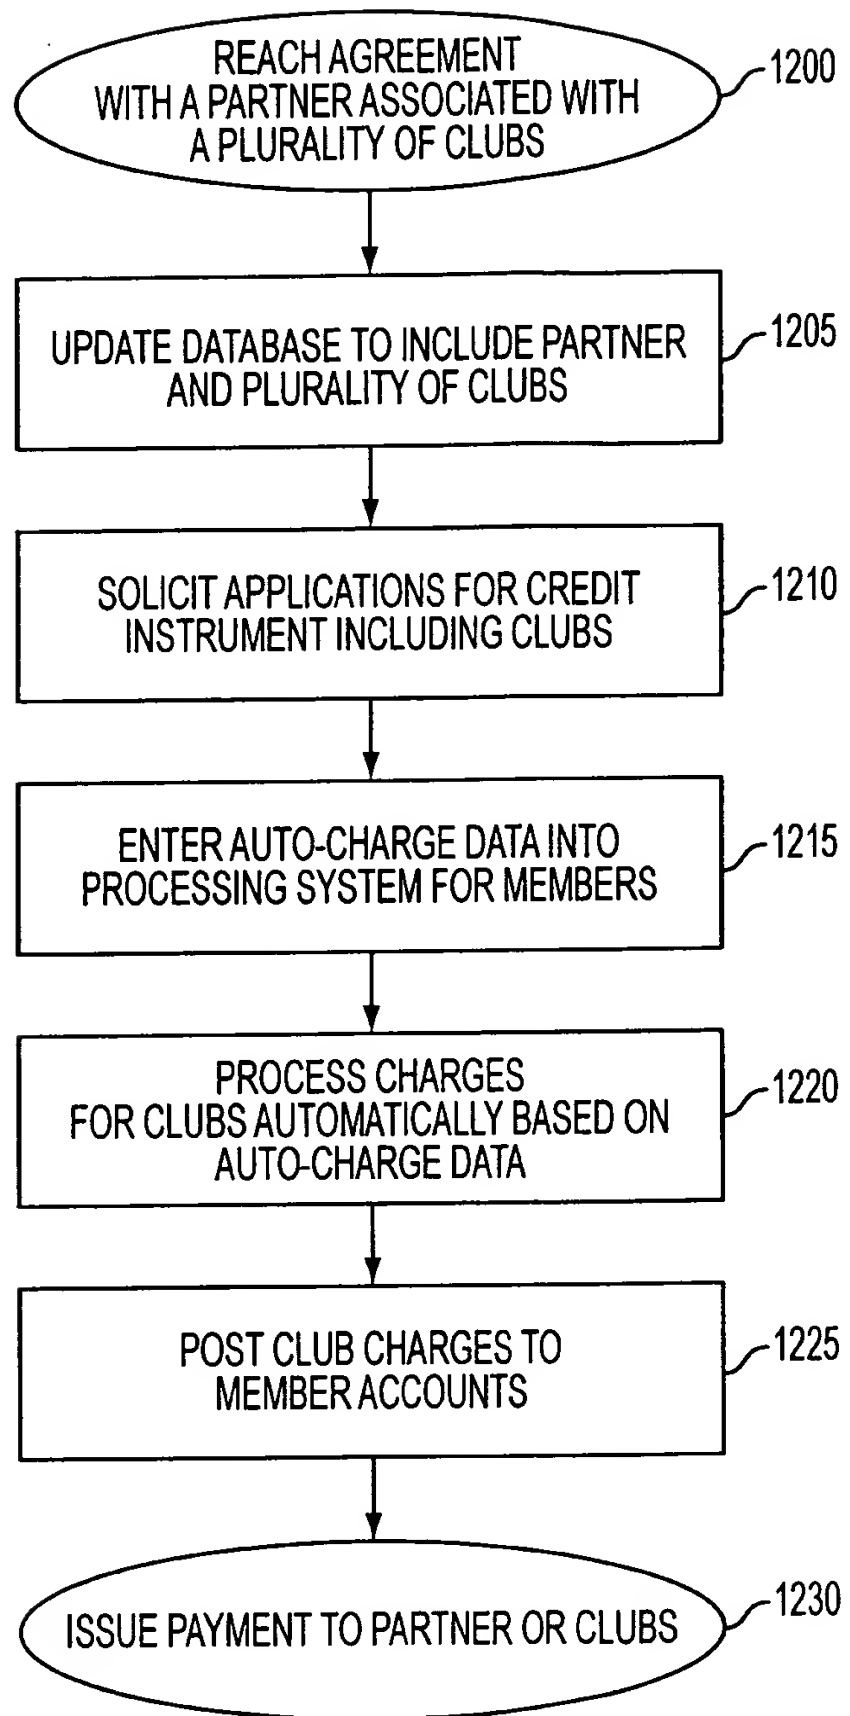 REACH AGREEMENT
WITH A PARTNER ASSOCIATED WITH
A PLURALITY OF CLUBS
1200
UPDATE DATABASE TO INCLUDE PARTNER
AND PLURALITY OF CLUBS
1205
SOLICIT APPLICATIONS FOR CREDIT
INSTRUMENT INCLUDING CLUBS
1210
ENTER AUTO-CHARGE DATA INTO
PROCESSING SYSTEM FOR MEMBERS
1215
PROCESS CHARGES
FOR CLUBS AUTOMATICALLY BASED ON
AUTO-CHARGE DATA
1220
POST CLUB CHARGES TO
MEMBER ACCOUNTS
1225
ISSUE PAYMENT TO PARTNER OR CLUBS
1230